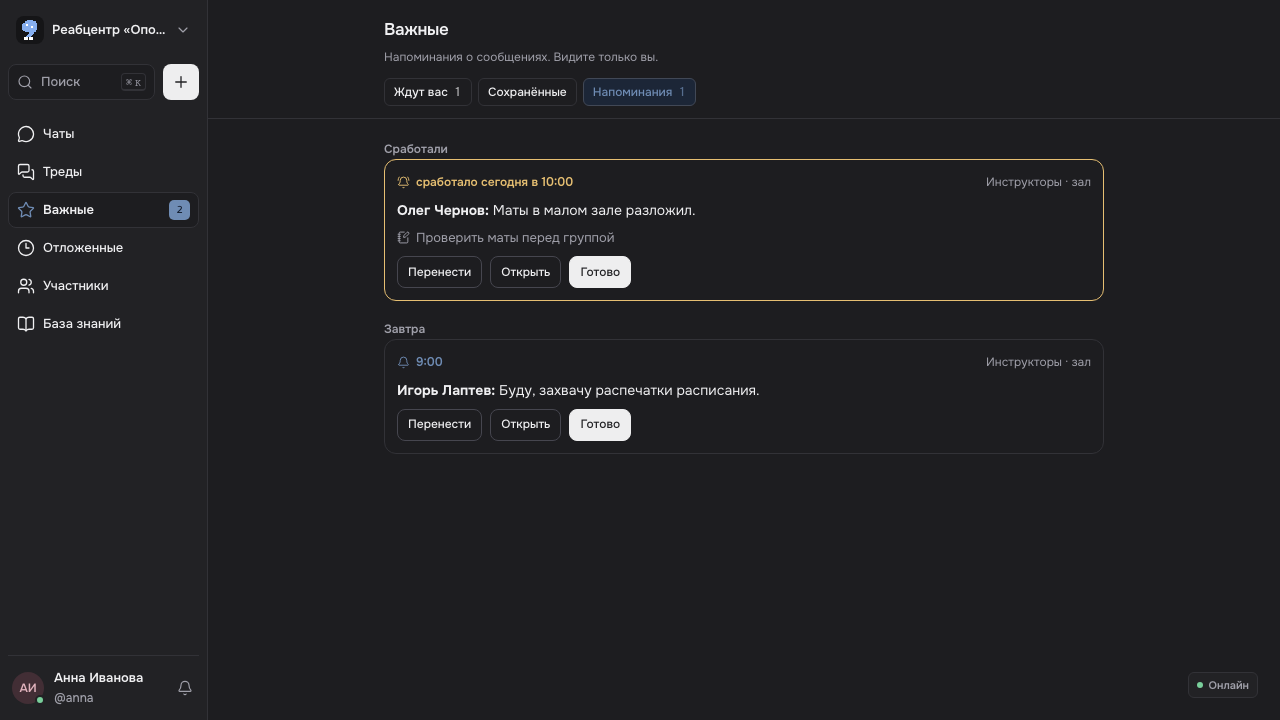 Реабцентр «Опо...
Поиск
⌘ K
Чаты
Треды
Важные
2
Отложенные
Участники
База знаний
АИ
Анна Иванова
@anna
Важные
Напоминания о сообщениях. Видите только вы.
Ждут вас 1
Сохранённые
Напоминания 1
Сработали
сработало сегодня в 10:00
Инструкторы · зал
Олег Чернов: Маты в малом зале разложил.
Проверить маты перед группой
Перенести
Открыть
Готово
Завтра
9:00
Инструкторы · зал
Игорь Лаптев: Буду, захвачу распечатки расписания.
Перенести
Открыть
Готово
Онлайн